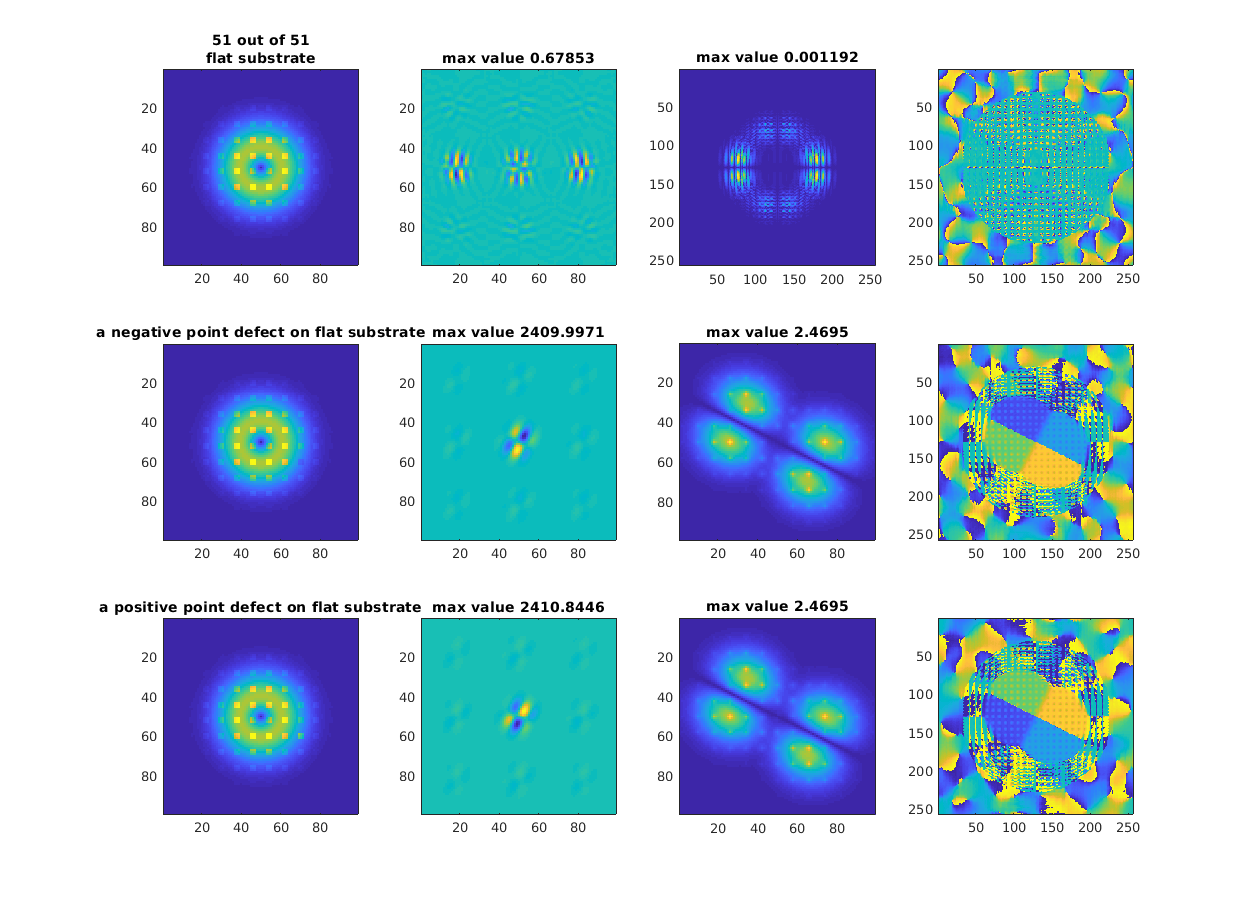 51 out of 51
flat substrate
max value 0.67853
max value 0.001192
20
40
60
80
20 40 60 80
20
40
60
80
20 40 60 80
50
100
150
200
250
50 100 150 200 250
50
100
150
200
250
50 100 150 200 250
a negative point defect on flat substrate
max value 2409.9971
max value 2.4695
20
40
60
80
20 40 60 80
20
40
60
80
20 40 60 80
20
40
60
80
20 40 60 80
50
100
150
200
250
50 100 150 200 250
a positive point defect on flat substrate
max value 2410.8446
max value 2.4695
20
40
60
80
20 40 60 80
20
40
60
80
20 40 60 80
20
40
60
80
20 40 60 80
50
100
150
200
250
50 100 150 200 250